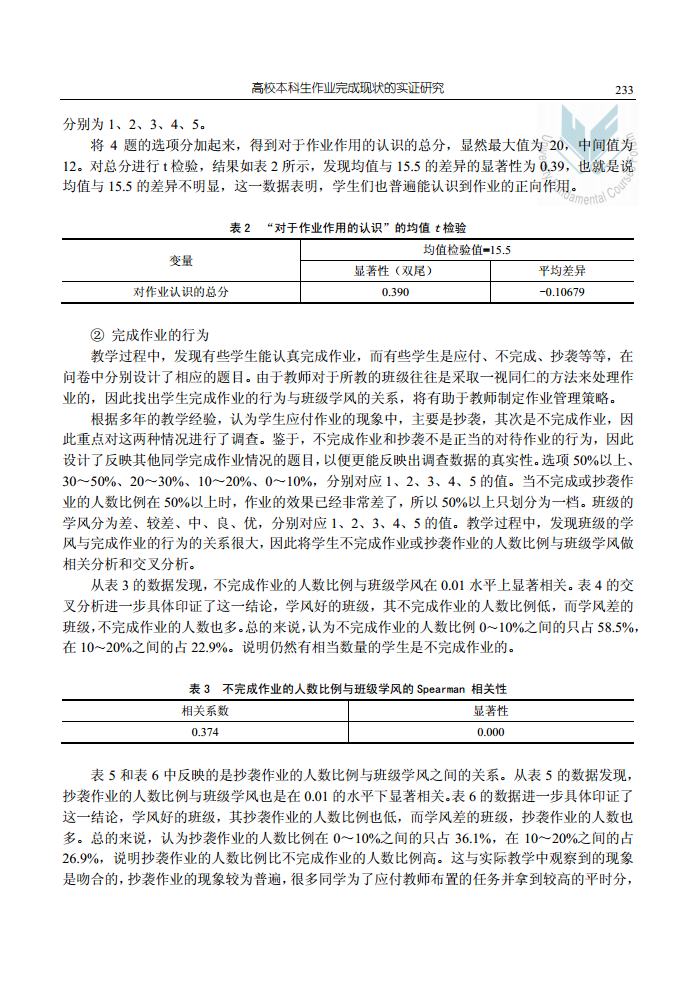 高校本科生作业完成现状的实证研究 233
分别为 1、2、3、4、5。
将 4 题的选项分加起来，得到对于作业作用的认识的总分，显然最大值为 20，中间值为
12。对总分进行 t 检验，结果如表 2 所示，发现均值与 15.5 的差异的显著性为 0.39，也就是说
均值与 15.5 的差异不明显，这一数据表明，学生们也普遍能认识到作业的正向作用。
表 2 “对于作业作用的认识”的均值 t 检验
变量 均值检验值=15.5
显著性（双尾） 平均差异
对作业认识的总分 0.390 -0.10679
② 完成作业的行为
教学过程中，发现有些学生能认真完成作业，而有些学生是应付、不完成、抄袭等等，在
问卷中分别设计了相应的题目。由于教师对于所教的班级往往是采取一视同仁的方法来处理作
业的，因此找出学生完成作业的行为与班级学风的关系，将有助于教师制定作业管理策略。
根据多年的教学经验，认为学生应付作业的现象中，主要是抄袭，其次是不完成作业，因
此重点对这两种情况进行了调查。鉴于，不完成作业和抄袭不是正当的对待作业的行为，因此
设计了反映其他同学完成作业情况的题目，以便更能反映出调查数据的真实性。选项 50%以上、
30～50%、20～30%、10～20%、0～10%，分别对应 1、2、3、4、5 的值。当不完成或抄袭作
业的人数比例在 50%以上时，作业的效果已经非常差了，所以 50%以上只划分为一档。班级的
学风分为差、较差、中、良、优，分别对应 1、2、3、4、5 的值。教学过程中，发现班级的学
风与完成作业的行为的关系很大，因此将学生不完成作业或抄袭作业的人数比例与班级学风做
相关分析和交叉分析。
从表 3 的数据发现，不完成作业的人数比例与班级学风在 0.01 水平上显著相关。表 4 的交
叉分析进一步具体印证了这一结论，学风好的班级，其不完成作业的人数比例低，而学风差的
班级，不完成作业的人数也多。总的来说，认为不完成作业的人数比例 0～10%之间的只占 58.5%，
在 10～20%之间的占 22.9%。说明仍然有相当数量的学生是不完成作业的。
表 3 不完成作业的人数比例与班级学风的 Spearman 相关性
相关系数 显著性
0.374 0.000
表 5 和表 6 中反映的是抄袭作业的人数比例与班级学风之间的关系。从表 5 的数据发现，
抄袭作业的人数比例与班级学风也是在 0.01 的水平下显著相关。表 6 的数据进一步具体印证了
这一结论，学风好的班级，其抄袭作业的人数比例也低，而学风差的班级，抄袭作业的人数也
多。总的来说，认为抄袭作业的人数比例在 0～10%之间的只占 36.1%，在 10～20%之间的占
26.9%，说明抄袭作业的人数比例比不完成作业的人数比例高。这与实际教学中观察到的现象
是吻合的，抄袭作业的现象较为普遍，很多同学为了应付教师布置的任务并拿到较高的平时分，